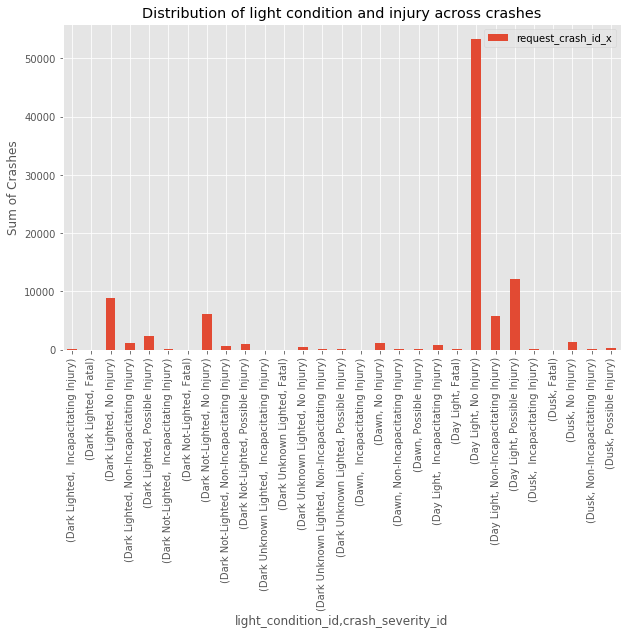 Distribution of light condition and injury across crashes
request_crash_id_x
Sum of Crashes
50000
40000
30000
20000
10000
0
(Dark Lighted,  Incapacitating Injury)
(Dark Lighted, Fatal)
(Dark Lighted, No Injury)
(Dark Lighted, Non-Incapacitating Injury)
(Dark Lighted, Possible Injury)
(Dark Not-Lighted,  Incapacitating Injury)
(Dark Not-Lighted, Fatal)
(Dark Not-Lighted, No Injury)
(Dark Not-Lighted, Non-Incapacitating Injury)
(Dark Not-Lighted, Possible Injury)
(Dark Unknown Lighted,  Incapacitating Injury)
(Dark Unknown Lighted, Fatal)
(Dark Unknown Lighted, No Injury)
(Dark Unknown Lighted, Non-Incapacitating Injury)
(Dark Unknown Lighted, Possible Injury)
(Dawn,  Incapacitating Injury)
(Dawn, No Injury)
(Dawn, Non-Incapacitating Injury)
(Dawn, Possible Injury)
(Day Light,  Incapacitating Injury)
(Day Light, Fatal)
(Day Light, No Injury)
(Day Light, Non-Incapacitating Injury)
(Day Light, Possible Injury)
(Dusk,  Incapacitating Injury)
(Dusk, Fatal)
(Dusk, No Injury)
(Dusk, Non-Incapacitating Injury)
(Dusk, Possible Injury)
light_condition_id,crash_severity_id